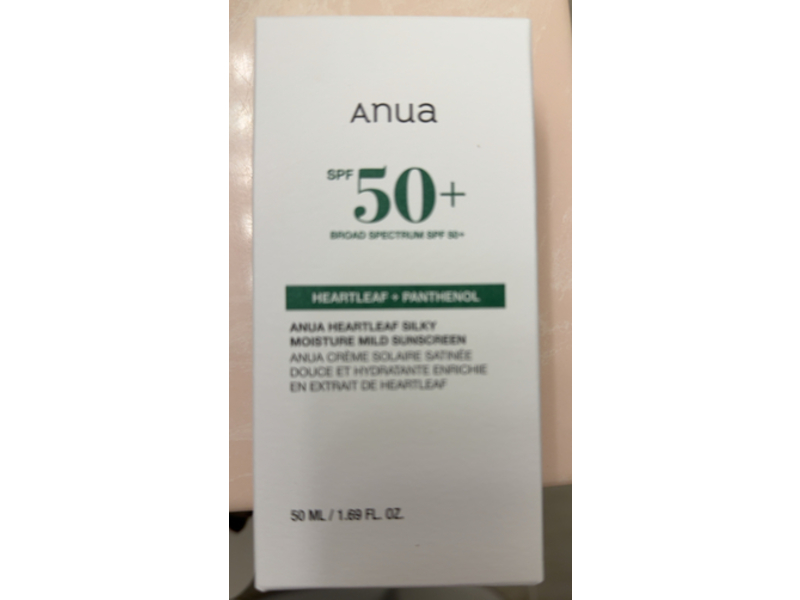 Anua
SPF 50+
BROAD SPECTRUM SPF 50+
HEARTLEAF + PANTHENOL
ANUA HEARTLEAF SILKY
MOISTURE MILD SUNSCREEN
ANUA CRÈME SOLAIRE SATINÉE
DOUCE ET HYDRATANTE ENRICHIE
EN EXTRAIT DE HEARTLEAF
50 ML / 1.69 FL. OZ.